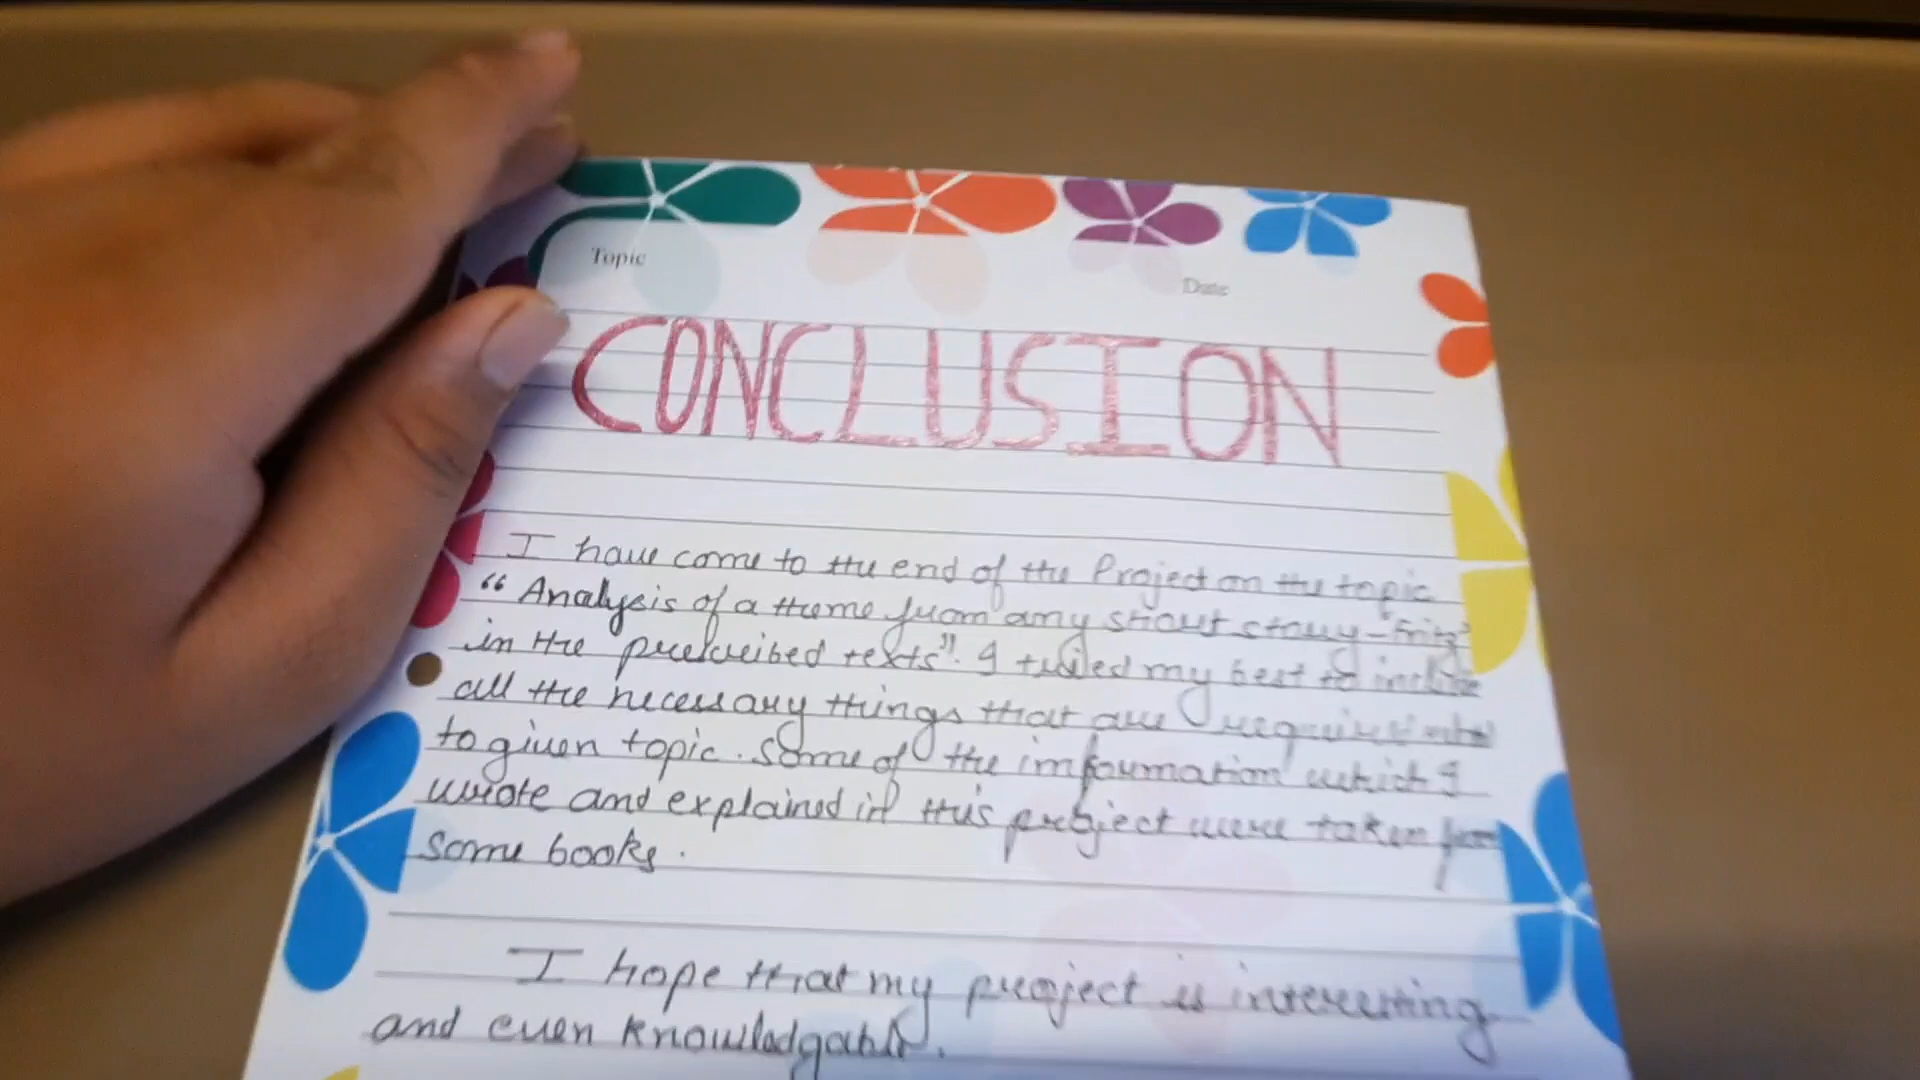 Topic
Date
CONCLUSION
I have come to the end of the Project on the topic
“Analysis of a theme from any short story - "Fritz"
in the prescribed texts”. I tried my best to include
all the necessary things that are
to given topic. Some of the information which I
wrote and explained in this project were taken from
some books.
I hope that my project is interesting
and even knowledgable.